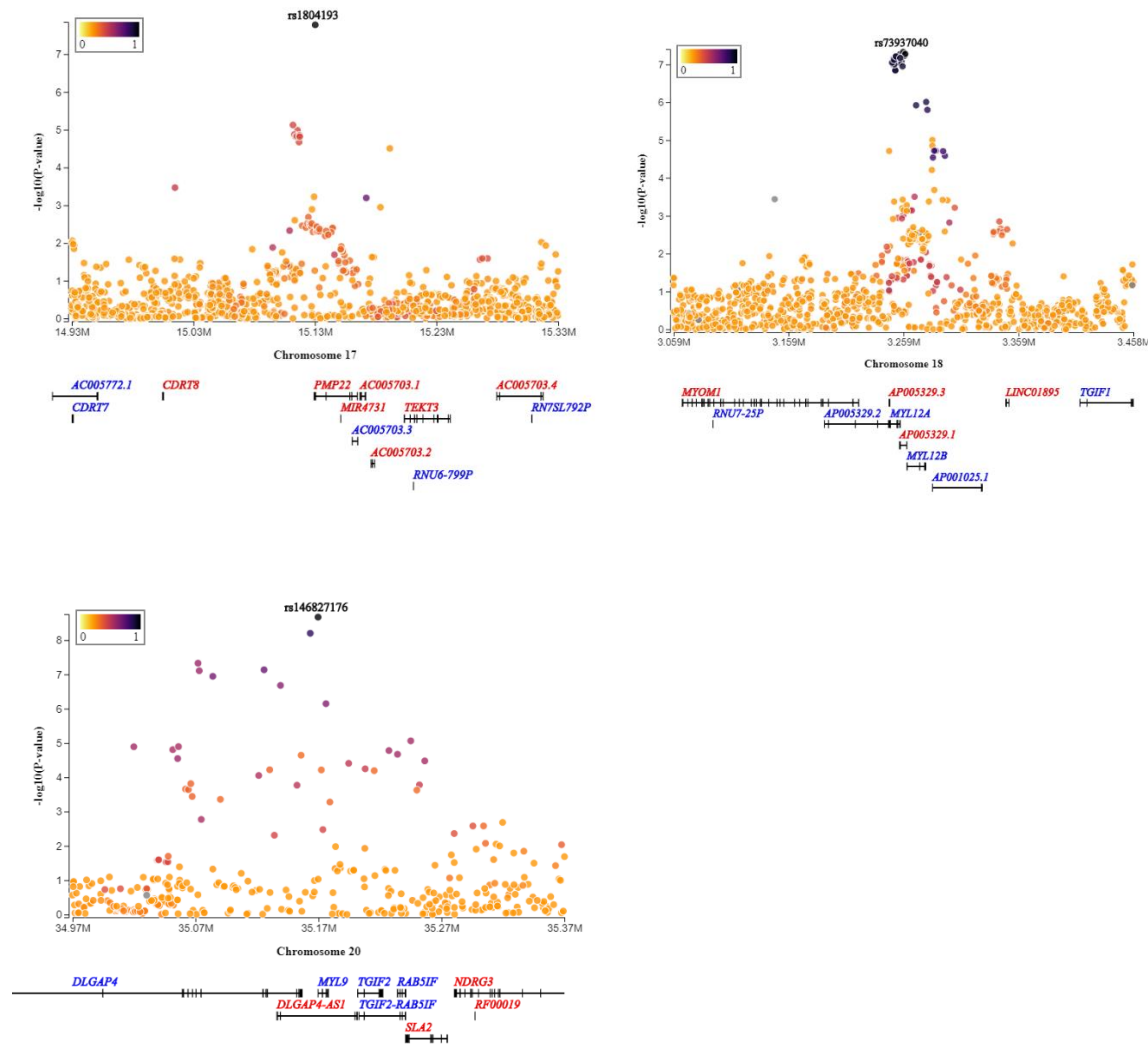 rs1804193
0 1
7
6
5
4
3
2
1
0
-log10(P-value)
14.93M 15.03M 15.13M 15.23M 15.33M
Chromosome 17
AC005772.1 CDRT8 PMP22 AC005703.1 AC005703.4
CDRT7 MIR4731 TEKT3 RN7SL792P
AC005703.3
AC005703.2
RNU6-799P
rs73937040
0 1
7
6
5
4
3
2
1
0
-log10(P-value)
3.059M 3.159M 3.259M 3.359M 3.458M
Chromosome 18
MYOM1 AP005329.3 LINC01895 TGIF1
RNU7-25P AP005329.2 MYL12A
AP005329.1
MYL12B
AP001025.1
rs146827176
0 1
8
7
6
5
4
3
2
1
0
-log10(P-value)
34.97M 35.07M 35.17M 35.27M 35.37M
Chromosome 20
DLGAP4 MYL9 TGIF2 RAB5IF NDRG3
DLGAP4-AS1 TGIF2-RAB5IF RF00019
SLA2